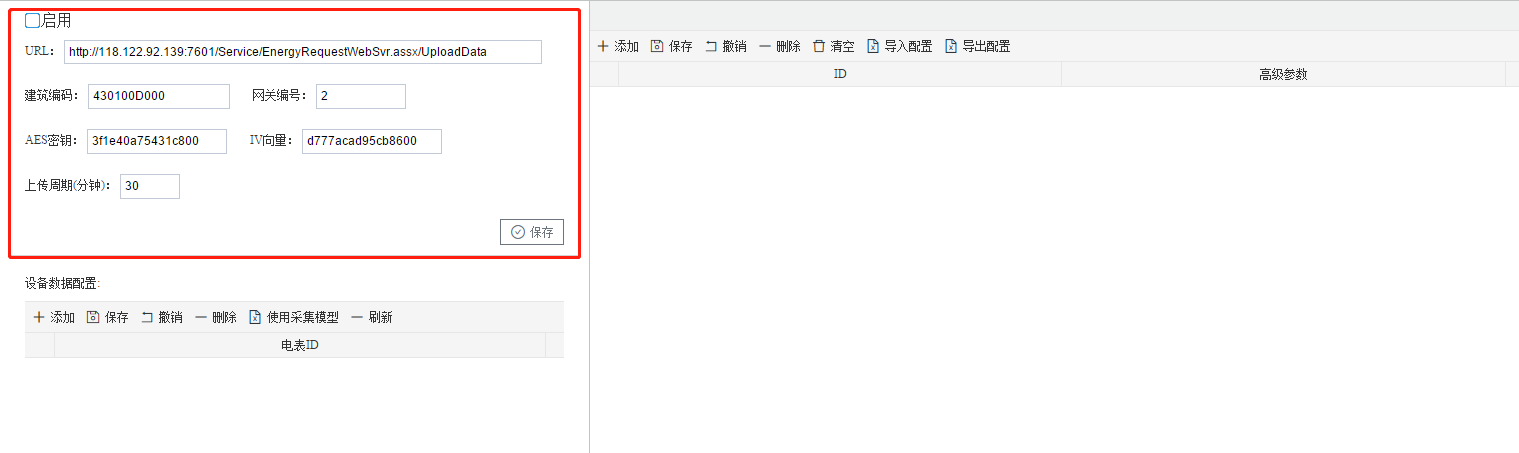 启用
URL: http://118.122.92.139:7601/Service/EnergyRequestWebSvr.assx/UploadData
建筑编码: 430100D000 网关编号: 2
AES密钥: 3f1e40a75431c800 IV向量: d777acad95cb8600
上传周期(分钟): 30
保存
设备数据配置:
添加 保存 撤销 删除 使用采集模型 刷新
电表ID
添加 保存 撤销 删除 清空 导入配置 导出配置
ID 高级参数